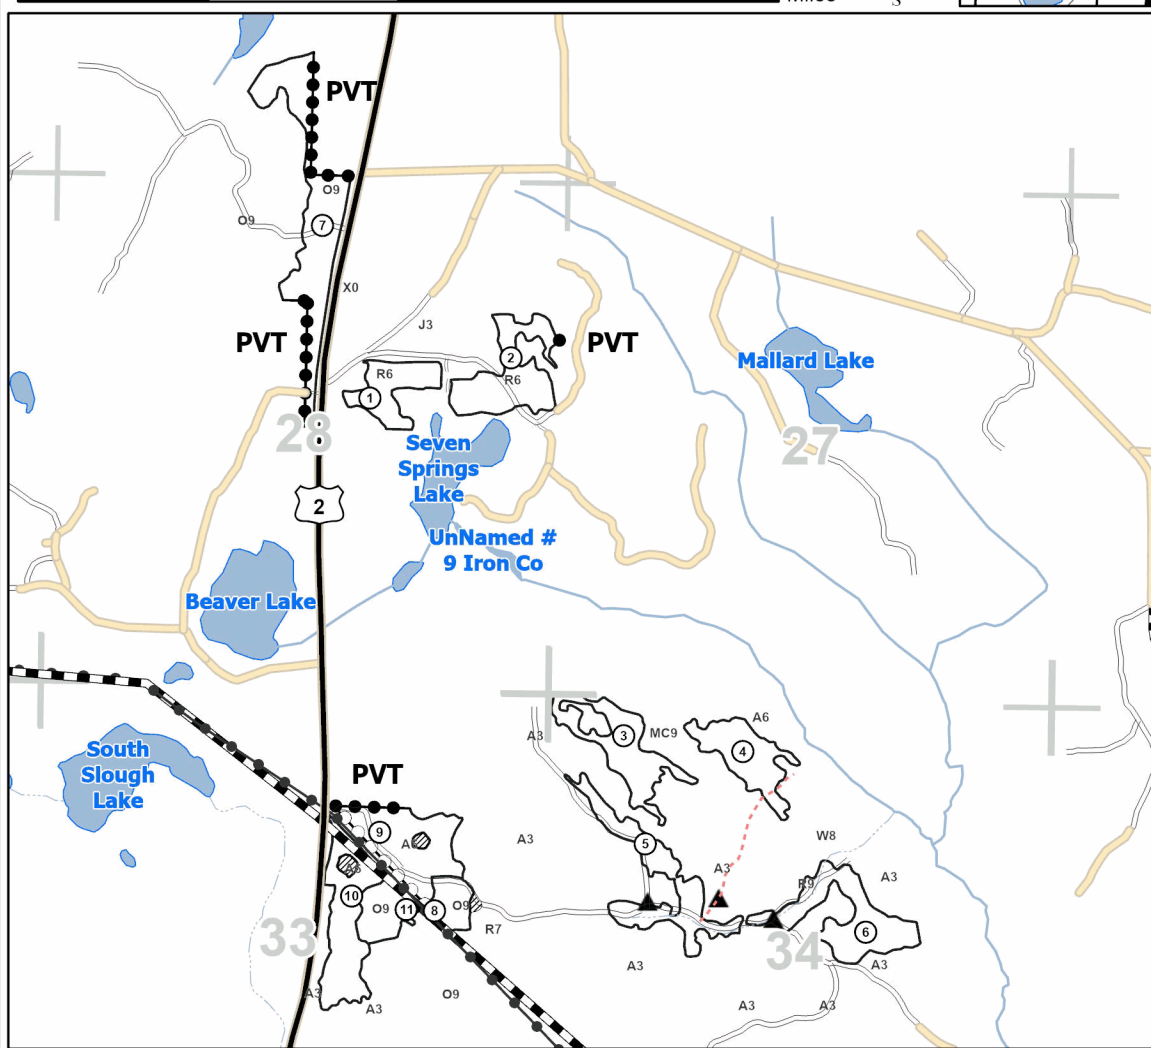 S
PVT
O9
O9
7
X0
J3
PVT
2
PVT
Mallard Lake
R6
R6
1
28
Seven
Springs
Lake
27
2
UnNamed #
9 Iron Co
Beaver Lake
A6
A3
3
MC9
4
South
Slough
Lake
PVT
9
A3
5
W8
A3
R9
A3
10
O9
11
8
O9
R7
6
33
34
A3
A3
A3
O9
A3
A3
A3